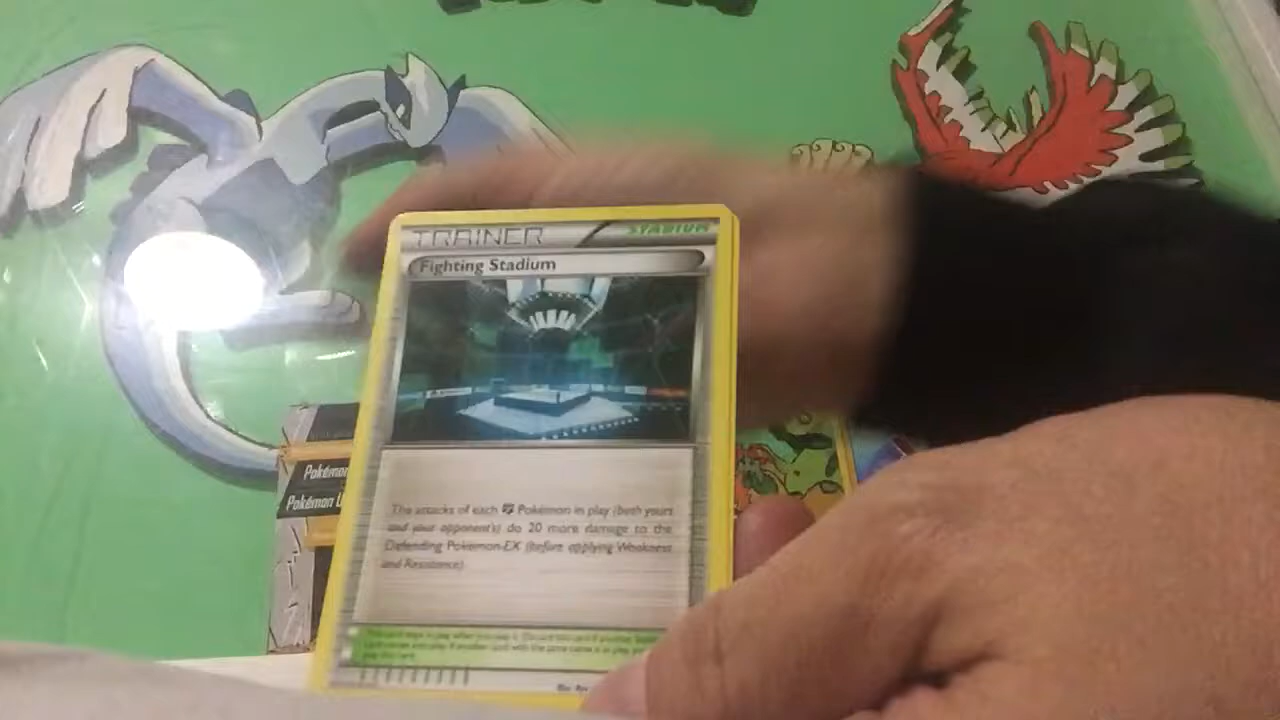 TRAINER
STADIUM
Fighting Stadium
Pokémon
Pokémon
The attacks of each Pokémon in play (both yours
and your opponent's) do 20 more damage to the
Defending Pokémon-EX (before applying Weakness
and Resistance).